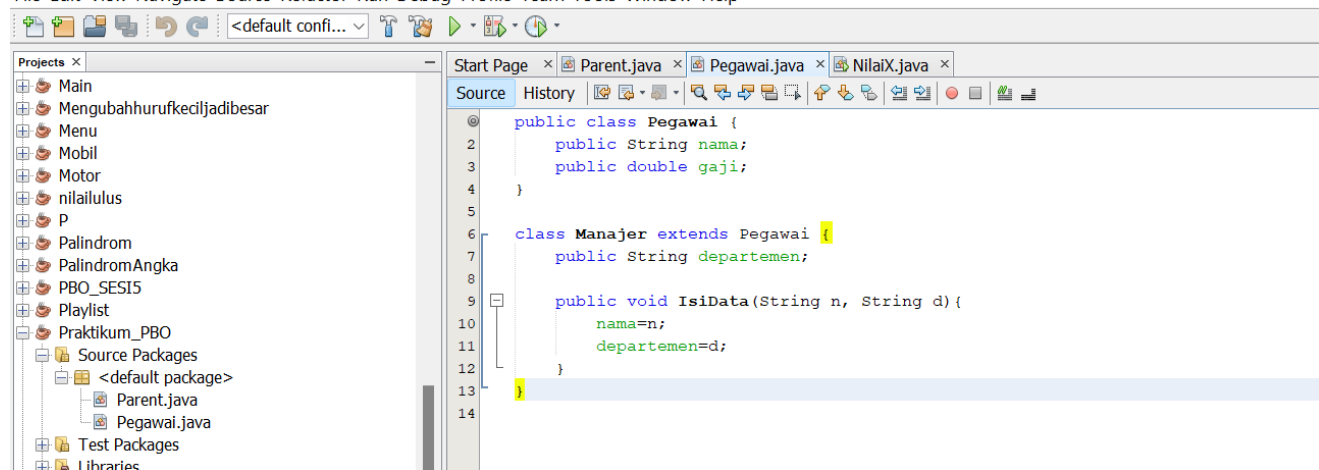 <default confi...
Projects
Main
Mengubahhurufkeciljadibesar
Menu
Mobil
Motor
nilailulus
P
Palindrom
PalindromAngka
PBO_SESI5
Playlist
Praktikum_PBO
Source Packages
<default package>
Parent.java
Pegawai.java
Test Packages
Libraries
Start Page Parent.java Pegawai.java NilaiX.java
Source History
public class Pegawai {
2 public String nama;
3 public double gaji;
4 }
5
6 class Manajer extends Pegawai {
7 public String departemen;
8
9 public void IsiData(String n, String d){
10 nama=n;
11 departemen=d;
12 }
13 }
14